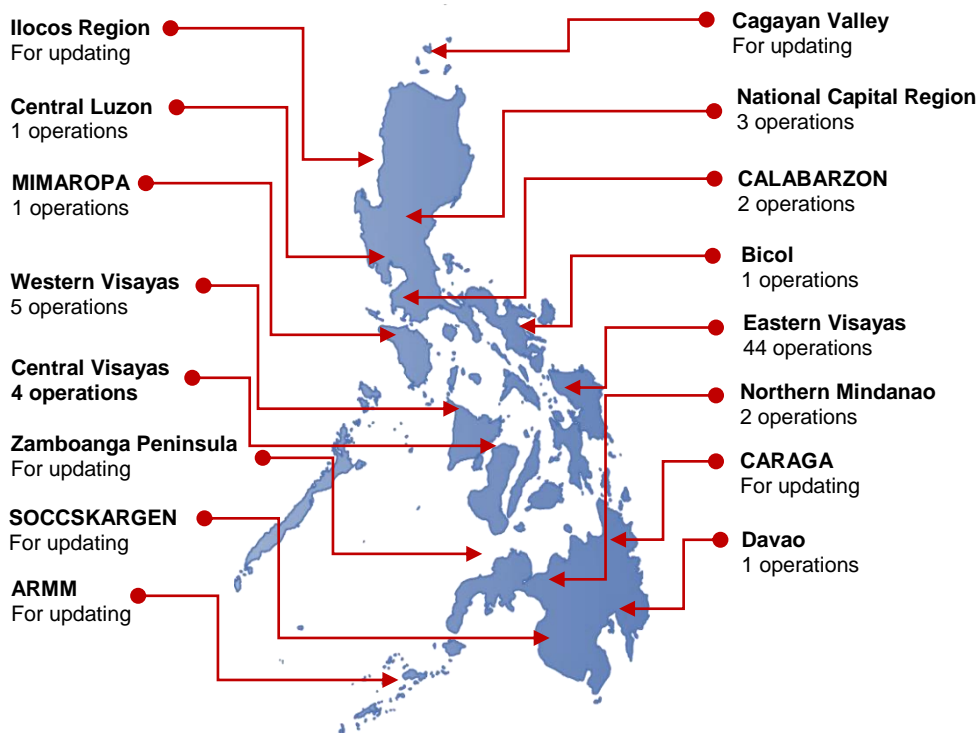 Ilocos Region
For updating
Central Luzon
1 operations
MIMAROPA
1 operations
Western Visayas
5 operations
Central Visayas
4 operations
Zamboanga Peninsula
For updating
SOCCSKARGEN
For updating
ARMM
For updating
Cagayan Valley
For updating
National Capital Region
3 operations
CALABARZON
2 operations
Bicol
1 operations
Eastern Visayas
44 operations
Northern Mindanao
2 operations
CARAGA
For updating
Davao
1 operations